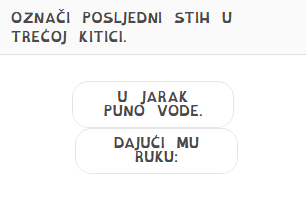 OZNAČI POSLJEDNI STIH U
TREĆOJ KITICI.
U JARAK
PUNO VODE.
DAJUĆI MU
RUKU: